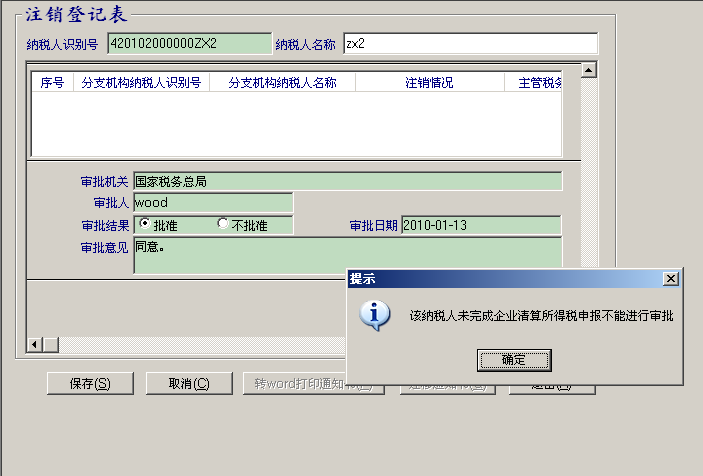 注销登记表
纳税人识别号 420102000000ZX2 纳税人名称 zx2
序号 分支机构纳税人识别号 分支机构纳税人名称 注销情况 主管税务
审批机关 国家税务总局
审批人 wood
审批结果 批准 不批准 审批日期 2010-01-13
审批意见 同意。
提示
该纳税人未完成企业清算所得税申报不能进行审批
确定
保存(S) 取消(C) 转word打印通知